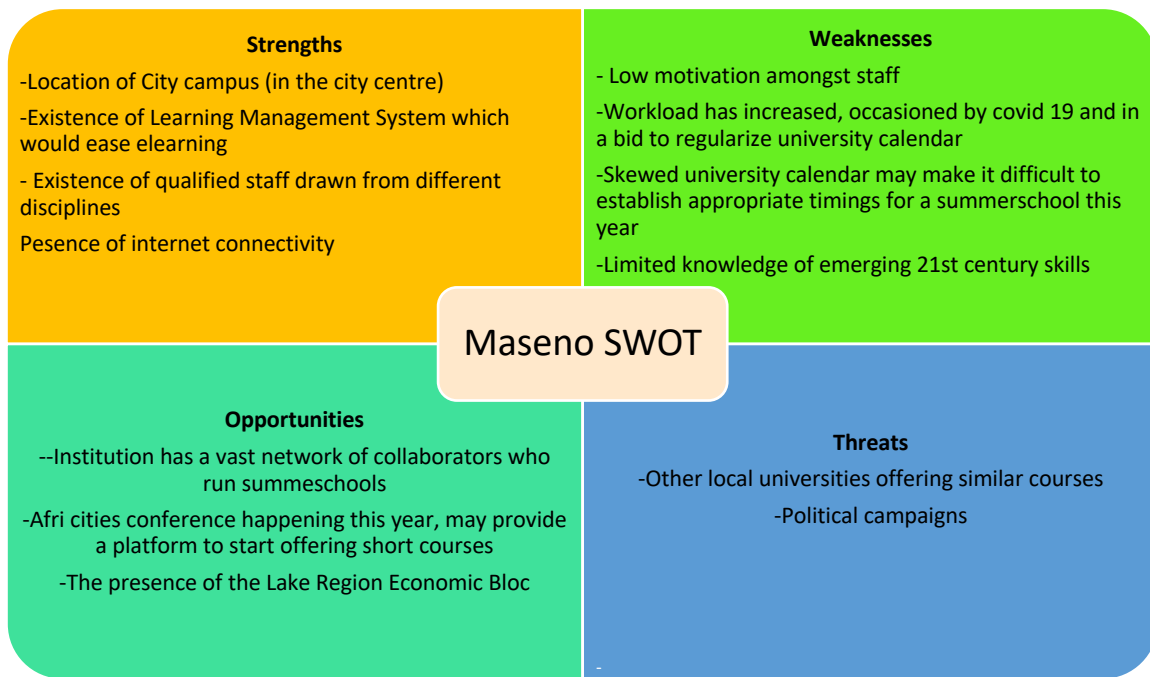 Strengths
-Location of City campus (in the city centre)
-Existence of Learning Management System which
would ease elearning
- Existence of qualified staff drawn from different
disciplines
Pesence of internet connectivity
Weaknesses
- Low motivation amongst staff
-Workload has increased, occasioned by covid 19 and in
a bid to regularize university calendar
-Skewed university calendar may make it difficult to
establish appropriate timings for a summerschool this
year
-Limited knowledge of emerging 21st century skills
Maseno SWOT
Opportunities
--Institution has a vast network of collaborators who
run summeschools
-Afri cities conference happening this year, may provide
a platform to start offering short courses
-The presence of the Lake Region Economic Bloc
Threats
-Other local universities offering similar courses
-Political campaigns
-